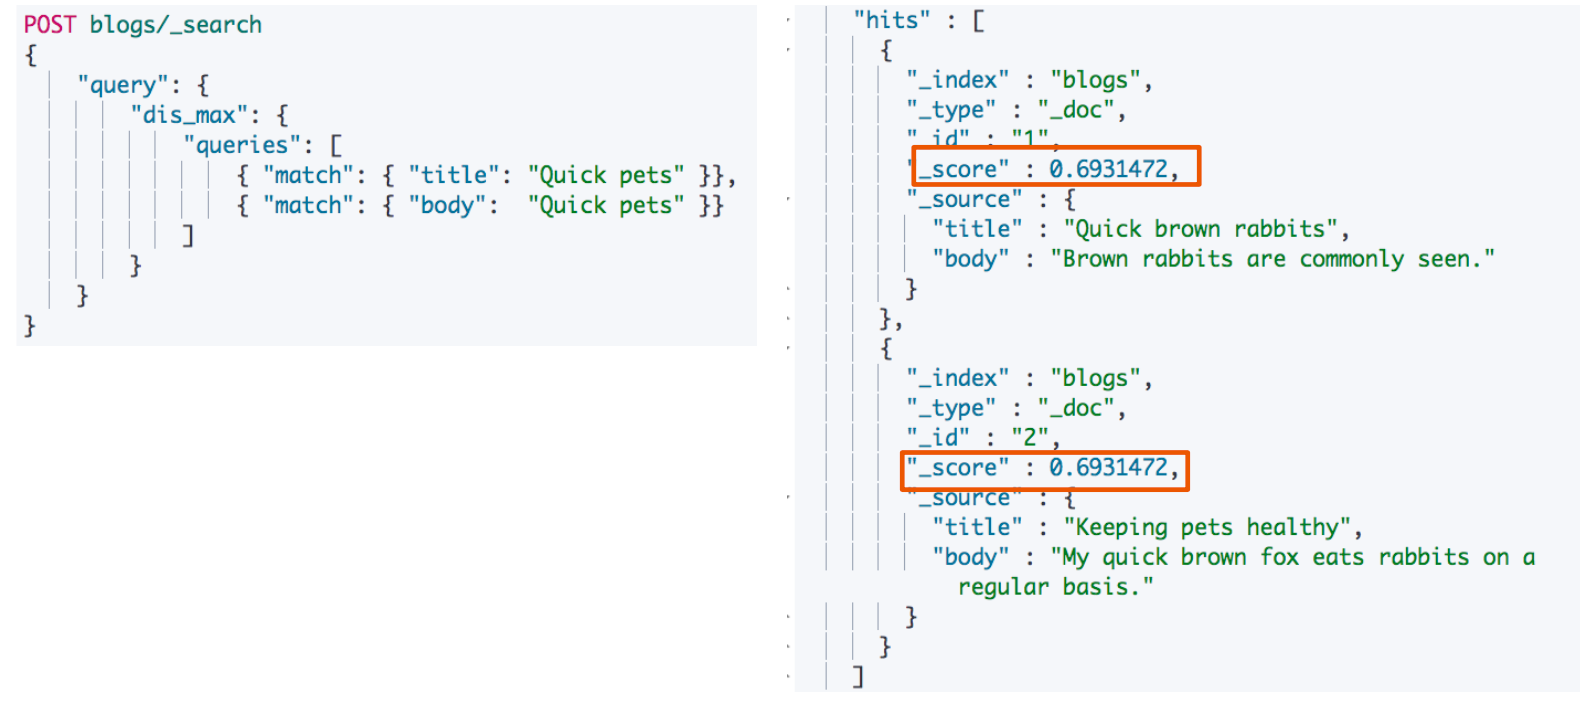 POST blogs/_search
{
"query": {
"dis_max": {
"queries": [
{ "match": { "title": "Quick pets" }},
{ "match": { "body": "Quick pets" }}
]
}
}
}
"hits" : [
{
"_index" : "blogs",
"_type" : "_doc",
"_id" : "1",
"_score" : 0.6931472,
"_source" : {
"title" : "Quick brown rabbits",
"body" : "Brown rabbits are commonly seen."
}
},
{
"_index" : "blogs",
"_type" : "_doc",
"_id" : "2",
"_score" : 0.6931472,
"_source" : {
"title" : "Keeping pets healthy",
"body" : "My quick brown fox eats rabbits on a
regular basis."
}
}
]